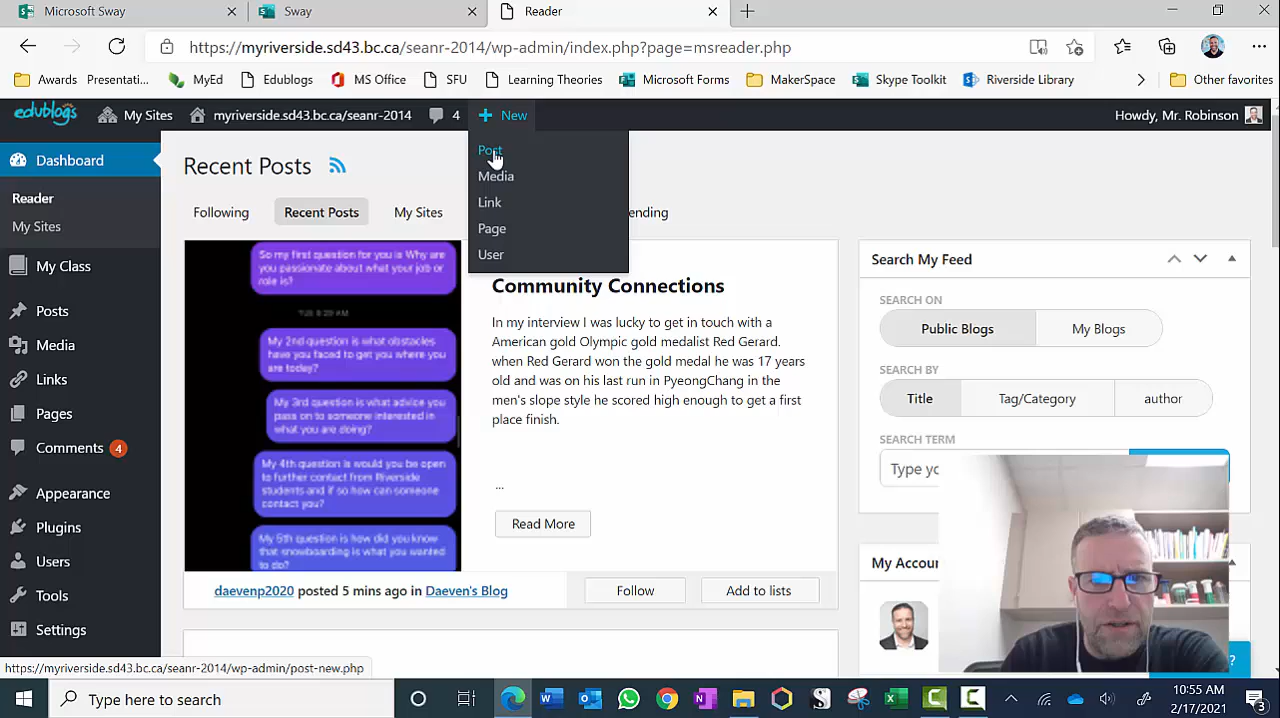 Microsoft Sway
Sway
Reader
https://myriverside.sd43.bc.ca/seanr-2014/wp-admin/index.php?page=msreader.php
Awards Presentati...
MyEd
Edublogs
MS Office
SFU
Learning Theories
Microsoft Forms
MakerSpace
Skype Toolkit
Riverside Library
Other favorites
edublogs
My Sites
myriverside.sd43.bc.ca/seanr-2014
4
New
Howdy, Mr. Robinson
Dashboard
Reader
My Sites
My Class
Posts
Media
Links
Pages
Comments 4
Appearance
Plugins
Users
Tools
Settings
Post
Media
Link
Page
User
Recent Posts
Following
Recent Posts
My Sites
ending
So my first question for you is Why are
you passionate about what your job or
role is?
TUE 8:29 AM
My 2nd question is what obstacles
have you faced to get you where you
are today?
My 3rd question is what advice you
pass on to someone interested in
what you are doing?
My 4th question is would you be open
to further contact from Riverside
students and if so how can someone
contact you?
My 5th question is how did you know
that snowboarding is what you wanted
to do?
Community Connections
In my interview I was lucky to get in touch with a
American gold Olympic gold medalist Red Gerard.
when Red Gerard won the gold medal he was 17 years
old and was on his last run in PyeongChang in the
men's slope style he scored high enough to get a first
place finish.
...
Read More
daevenp2020 posted 5 mins ago in Daeven's Blog
Follow
Add to lists
Search My Feed
SEARCH ON
Public Blogs
My Blogs
SEARCH BY
Title
Tag/Category
author
SEARCH TERM
Type yo
My Accou
?
https://myriverside.sd43.bc.ca/seanr-2014/wp-admin/post-new.php
Type here to search
10:55 AM
2/17/2021
3